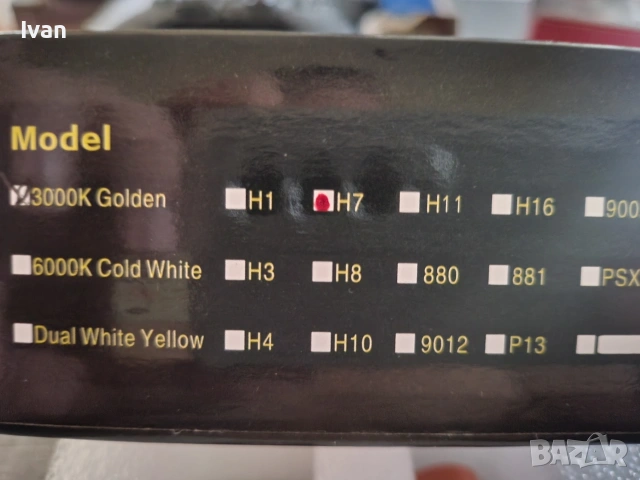 Ivan
Model
3000K Golden H1 H7 H11 H16 900
6000K Cold White H3 H8 880 881 PSX
Dual White Yellow H4 H10 9012 P13
BAZAR